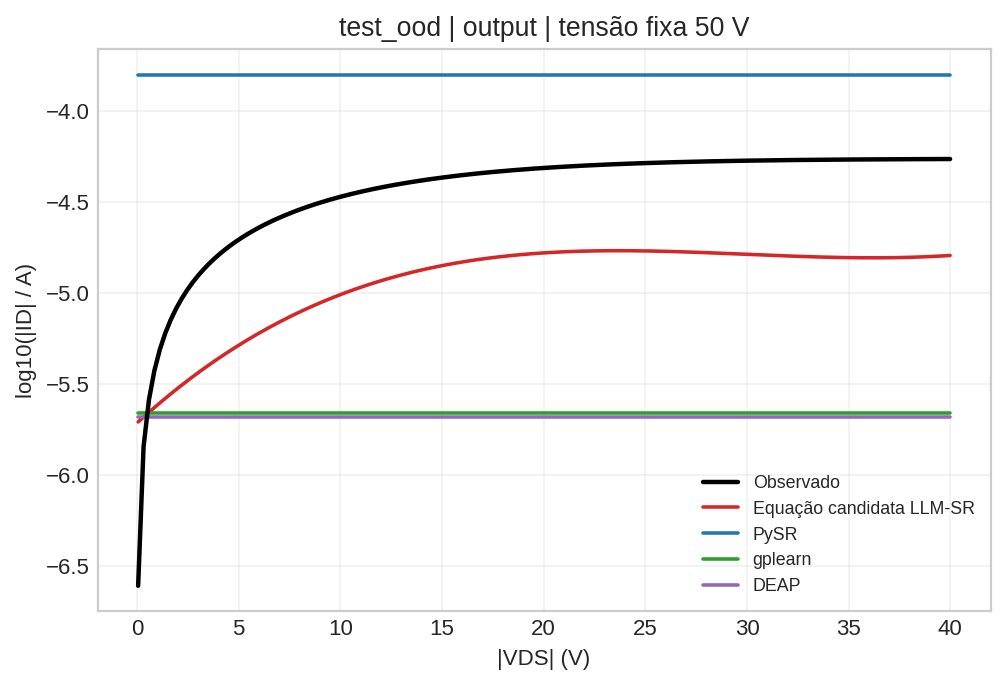 test_ood | output | tensão fixa 50 V
log10(|ID| / A)
−4.0
−4.5
−5.0
−5.5
−6.0
−6.5
Observado
Equação candidata LLM-SR
PySR
gplearn
DEAP
0 5 10 15 20 25 30 35 40
|VDS| (V)